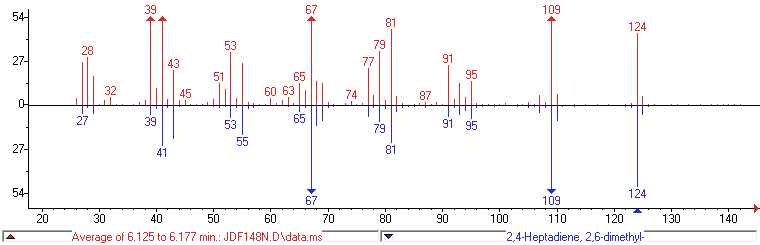 54 39 67 109
28 53 81 124
27 43 79 77 91
32 45 51 60 65 63 74 87 95
0
27 39 53 65 91 95
27 41 55 79 81
54 67 109 124
20 30 40 50 60 70 80 90 100 110 120 130 140
Average of 6.125 to 6.177 min.: JDF148N.D\data.ms 2,4-Heptadiene, 2,6-dimethyl-